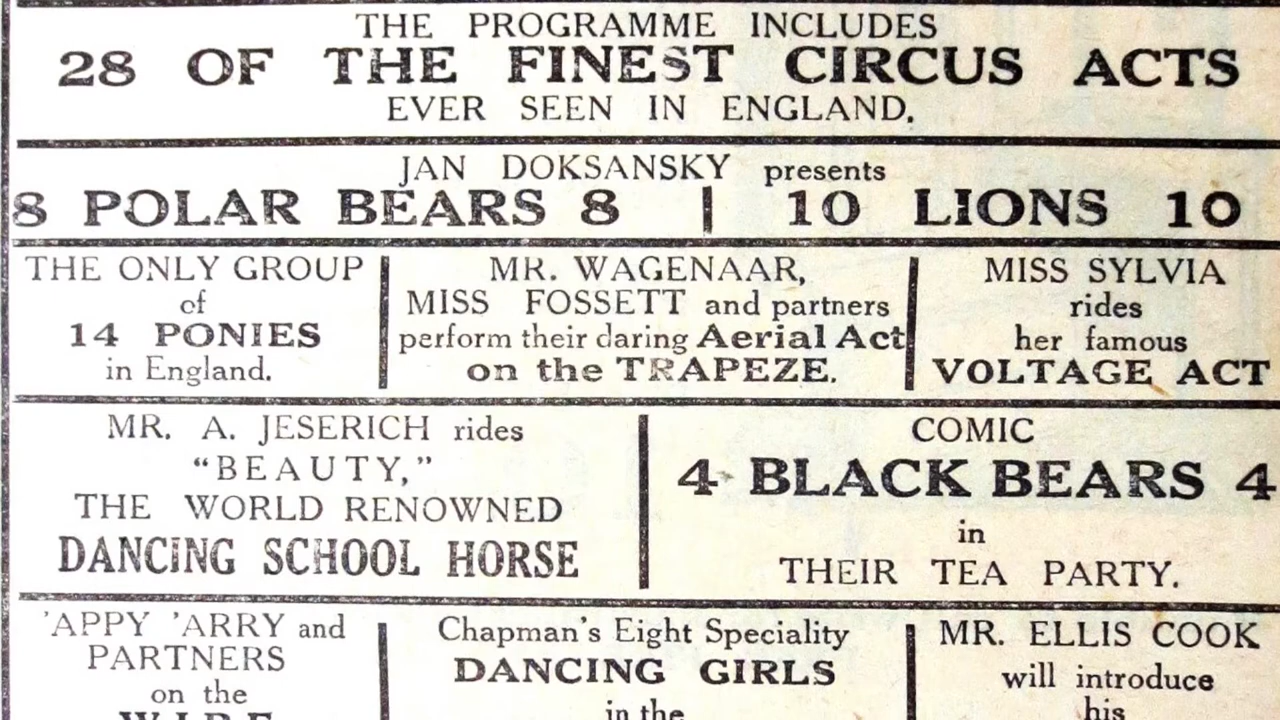 THE PROGRAMME INCLUDES
28 OF THE FINEST CIRCUS ACTS
EVER SEEN IN ENGLAND.
JAN DOKSANSKY presents
8 POLAR BEARS 8 | 10 LIONS 10
THE ONLY GROUP
of
14 PONIES
in England.
MR. WAGENAAR,
MISS FOSSETT and partners
perform their daring Aerial Act
on the TRAPEZE.
MISS SYLVIA
rides
her famous
VOLTAGE ACT
MR. A. JESERICH rides
“BEAUTY,”
THE WORLD RENOWNED
DANCING SCHOOL HORSE
COMIC
4 BLACK BEARS 4
in
THEIR TEA PARTY.
'APPY 'ARRY and
PARTNERS
on the
WIRE
Chapman's Eight Speciality
DANCING GIRLS
in the
MR. ELLIS COOK
will introduce
his